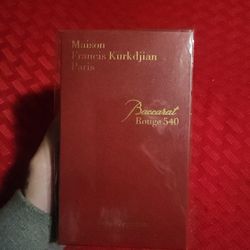 Maison
Francis Kurkdjian
Paris
Baccarat
Rouge 540